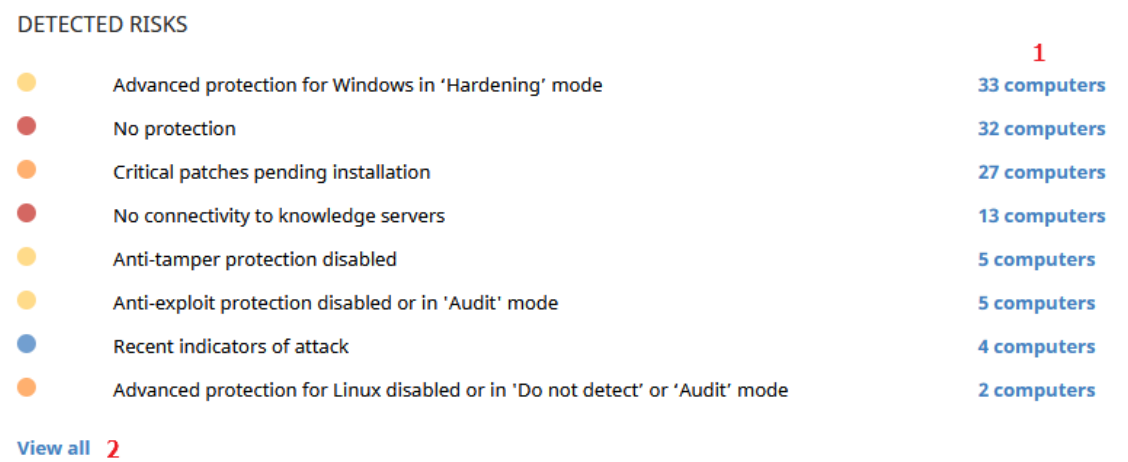 DETECTED RISKS
1
Advanced protection for Windows in ‘Hardening’ mode 33 computers
No protection 32 computers
Critical patches pending installation 27 computers
No connectivity to knowledge servers 13 computers
Anti-tamper protection disabled 5 computers
Anti-exploit protection disabled or in 'Audit' mode 5 computers
Recent indicators of attack 4 computers
Advanced protection for Linux disabled or in 'Do not detect’ or ‘Audit’ mode 2 computers
View all 2